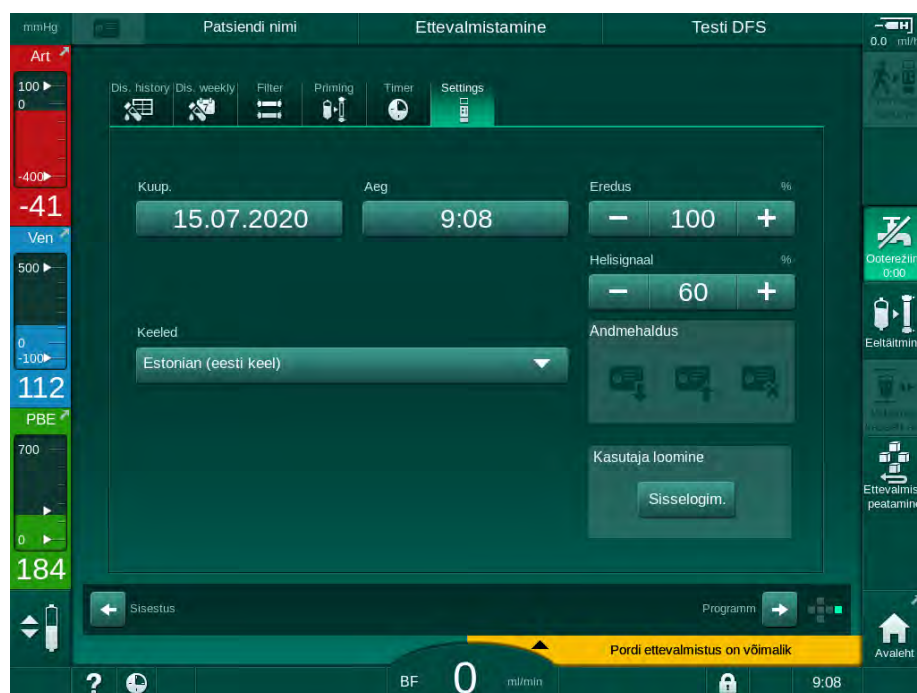 mmHg
Patsiendi nimi
Ettevalmistamine
Testi DFS
0.0 ml/h
Art
100
0
-400
-41
Ven
500
0
-100
112
PBE
700
0
184
Dis. history
Dis. weekly
Filter
Priming
Timer
Settings
7
Kuup.
Aeg
Eredus
%
15.07.2020
9:08
− 100 +
Helisignaal
%
− 60 +
Keeled
Andmehaldus
Estonian (eesti keel)
Kasutaja loomine
Sisselogim.
Ooterežiim
0:00
Eeltäitmin
Ettevalmis
peatamine
Sisestus
Programm
Pordi ettevalmistus on võimalik
Avaleht
?
BF
0
ml/min
9:08